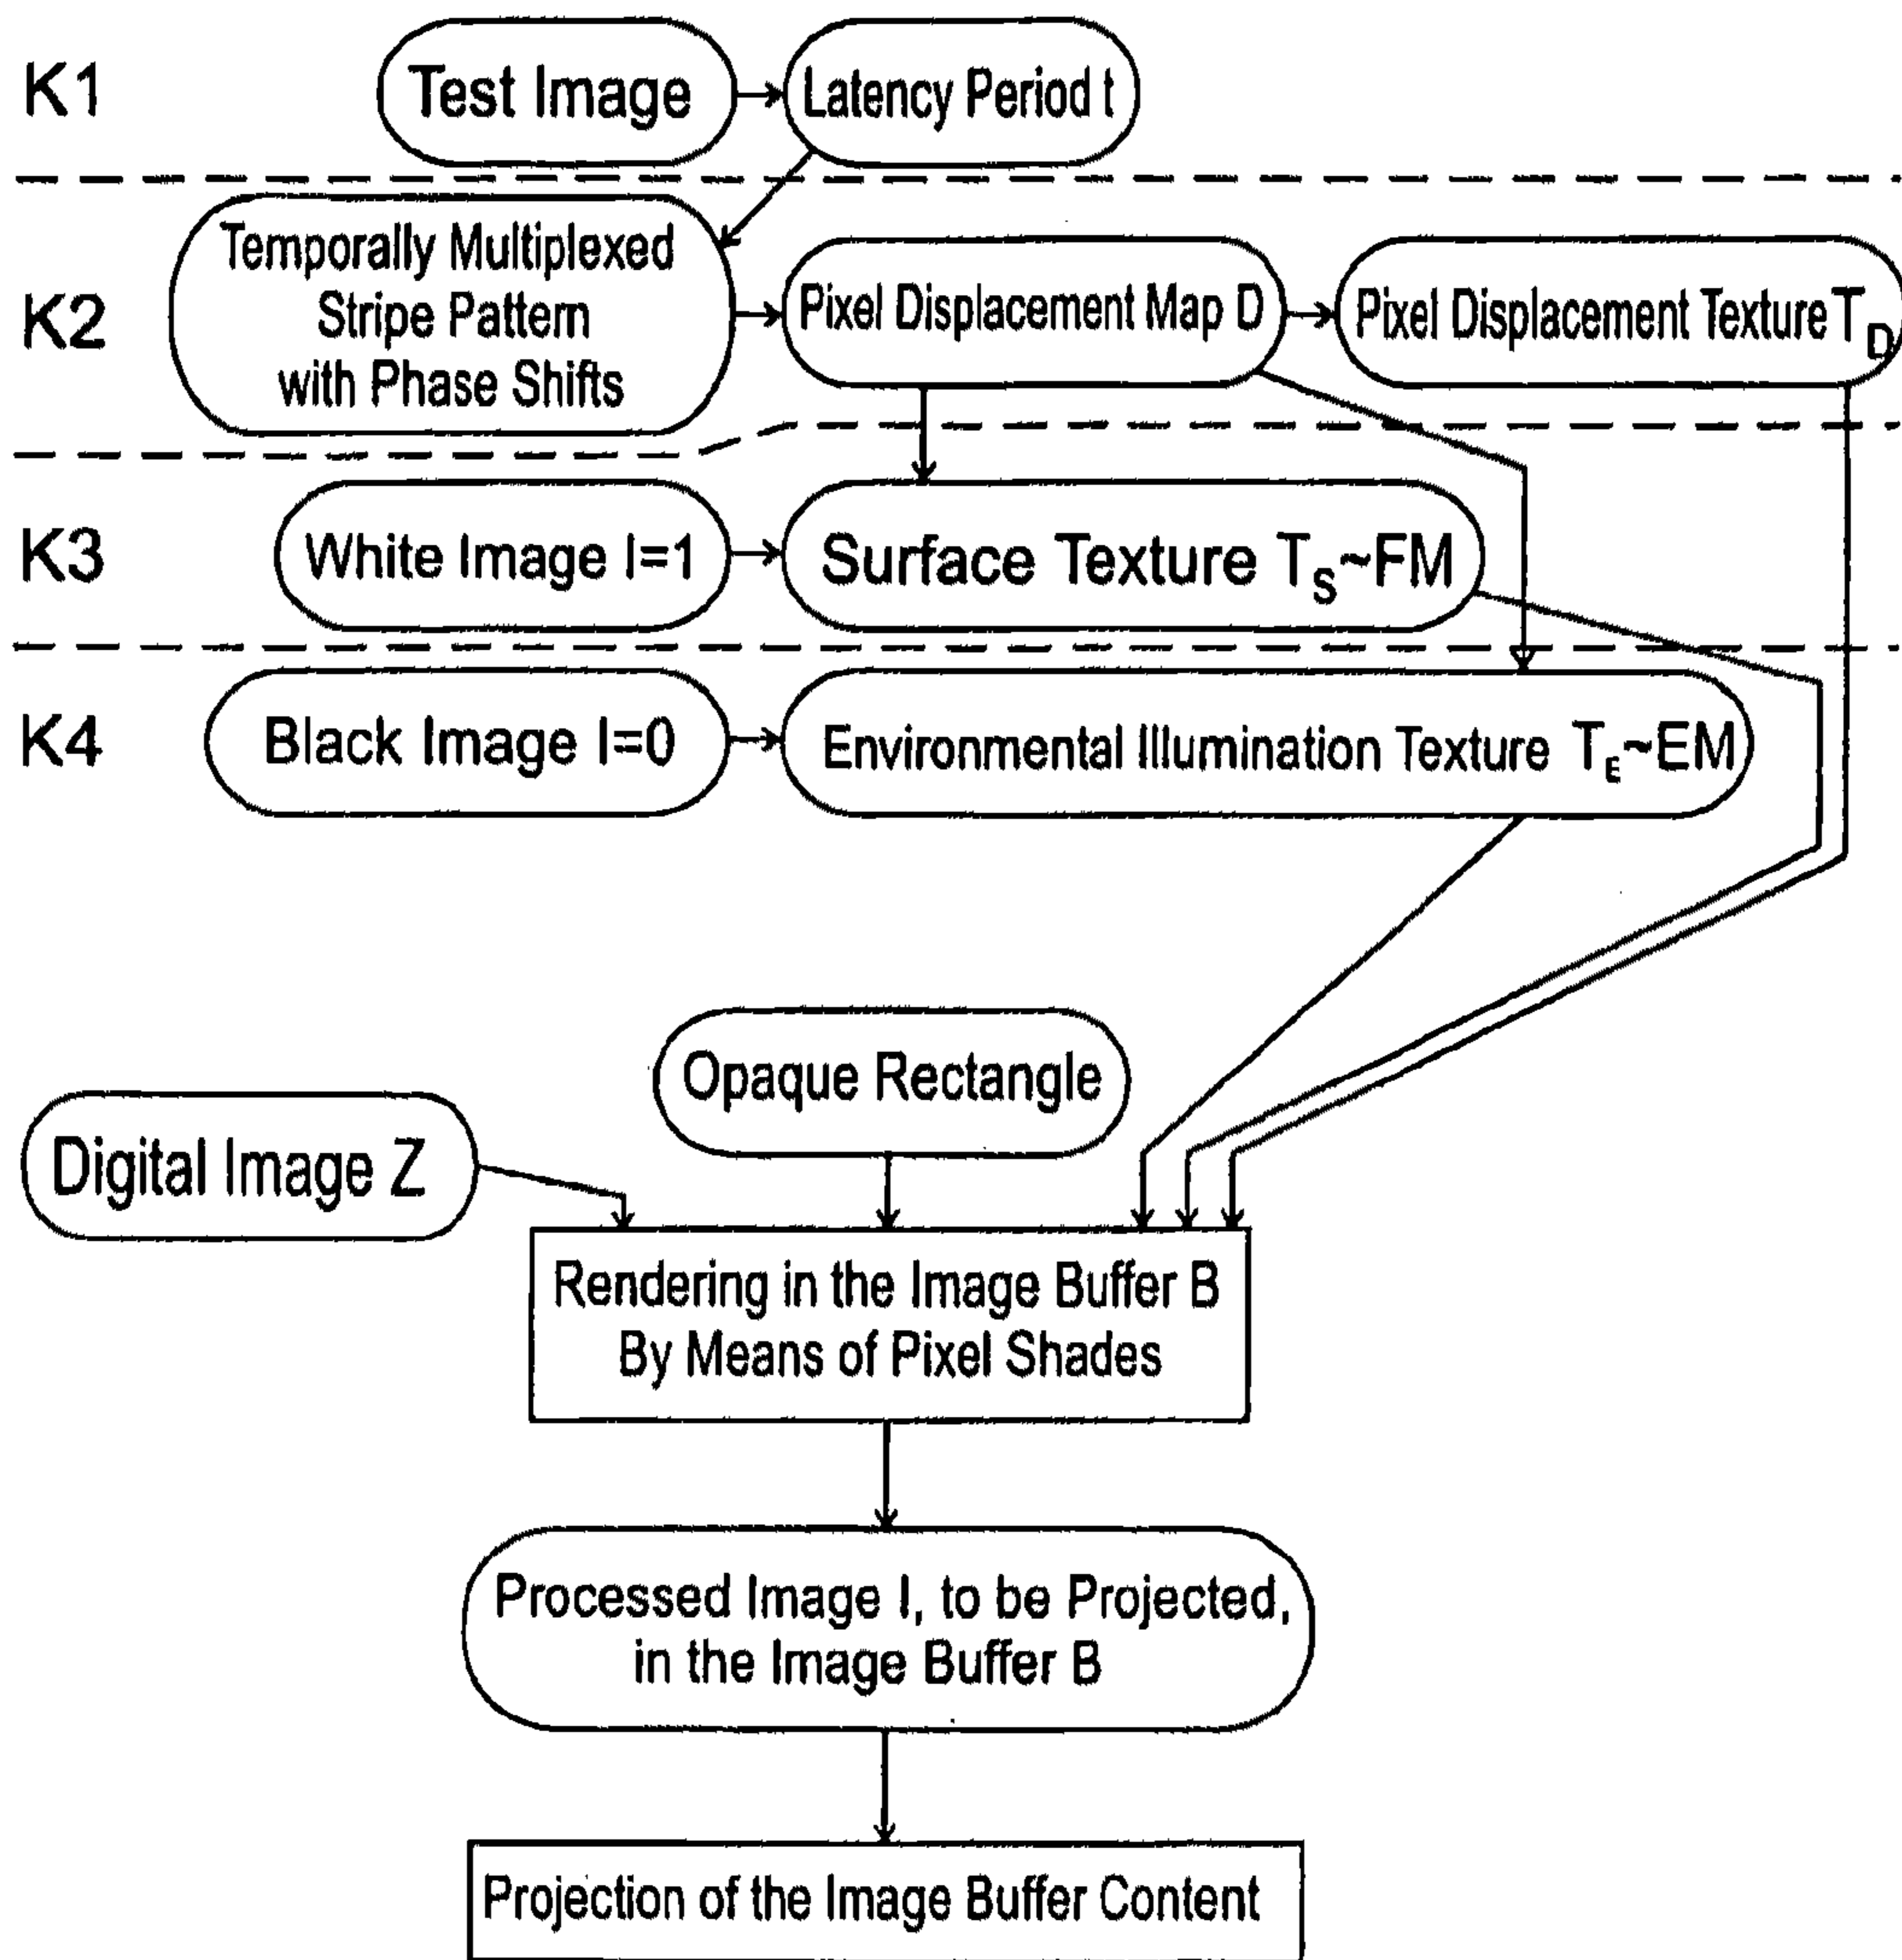 K1
Test Image
Latency Period t
K2
Temporally Multiplexed
Stripe Pattern
with Phase Shifts
Pixel Displacement Map D
Pixel Displacement Texture T_D
K3
White Image I=1
Surface Texture T_S~FM
K4
Black Image I=0
Environmental Illumination Texture T_E~EM
Opaque Rectangle
Digital Image Z
Rendering in the Image Buffer B
By Means of Pixel Shades
Processed Image I, to be Projected,
in the Image Buffer B
Projection of the Image Buffer Content